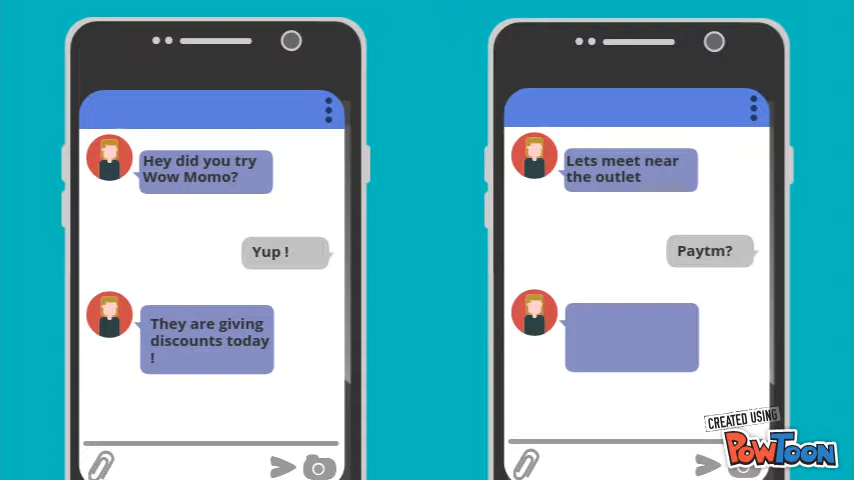 Hey did you try
Wow Momo?
Yup !
They are giving
discounts today
!
Lets meet near
the outlet
Paytm?
CREATED USING
POWTOON